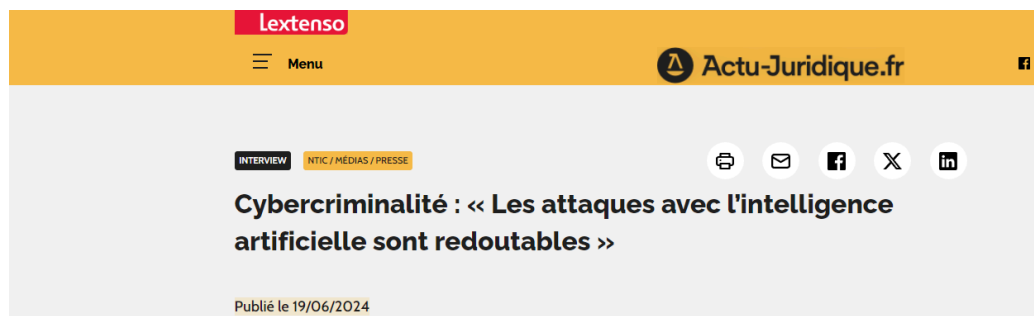 Lextenso
Menu
Actu-Juridique.fr
INTERVIEW NTIC / MÉDIAS / PRESSE
Cybercriminalité : « Les attaques avec l’intelligence
artificielle sont redoutables »
Publié le 19/06/2024